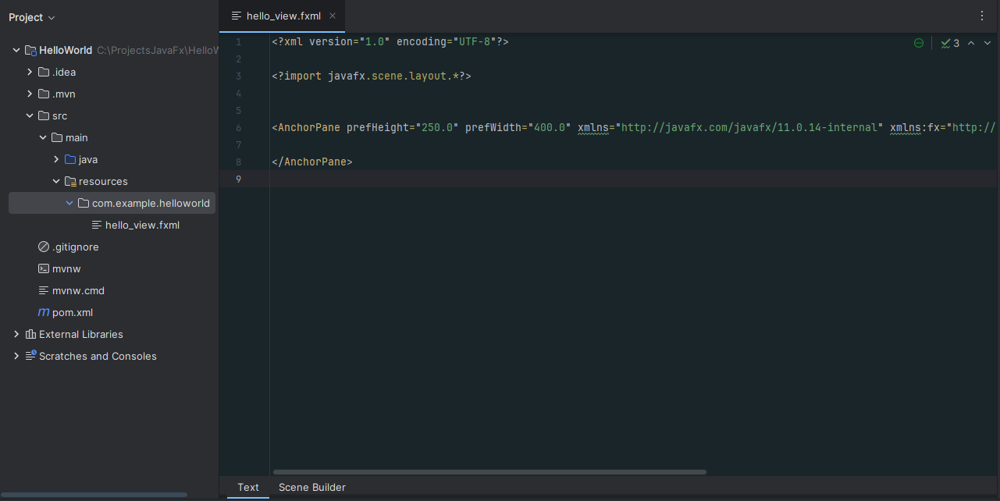 Project
HelloWorld C:\ProjectsJavaFx\HelloW
.idea
.mvn
src
main
java
resources
com.example.helloworld
hello_view.fxml
.gitignore
mvnw
mvnw.cmd
m pom.xml
External Libraries
Scratches and Consoles
hello_view.fxml
3
1 <?xml version="1.0" encoding="UTF-8"?>
2
3 <?import javafx.scene.layout.*?>
4
5
6 <AnchorPane prefHeight="250.0" prefWidth="400.0" xmlns="http://javafx.com/javafx/11.0.14-internal" xmlns:fx="http://
7
8 </AnchorPane>
9
Text Scene Builder